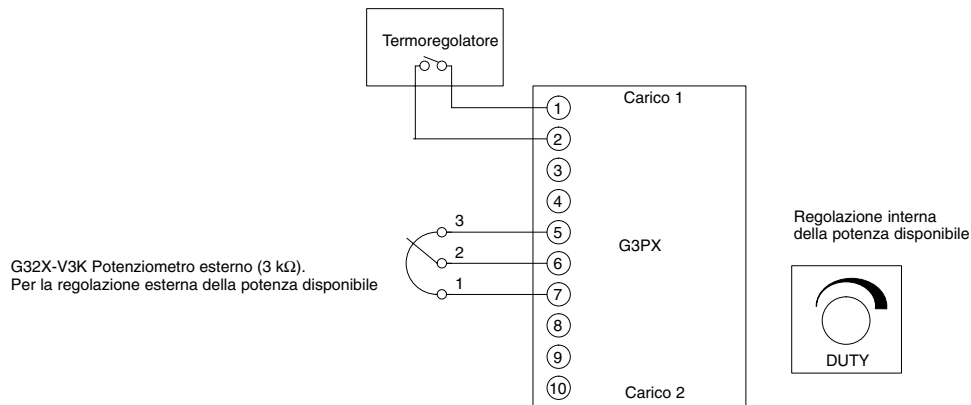 Termoregolatore
Carico 1
1
2
3
4
3
5
Regolazione interna
della potenza disponibile
2
G3PX
6
G32X-V3K Potenziometro esterno (3 kΩ).
Per la regolazione esterna della potenza disponibile
1
7
8
9
DUTY
10
Carico 2